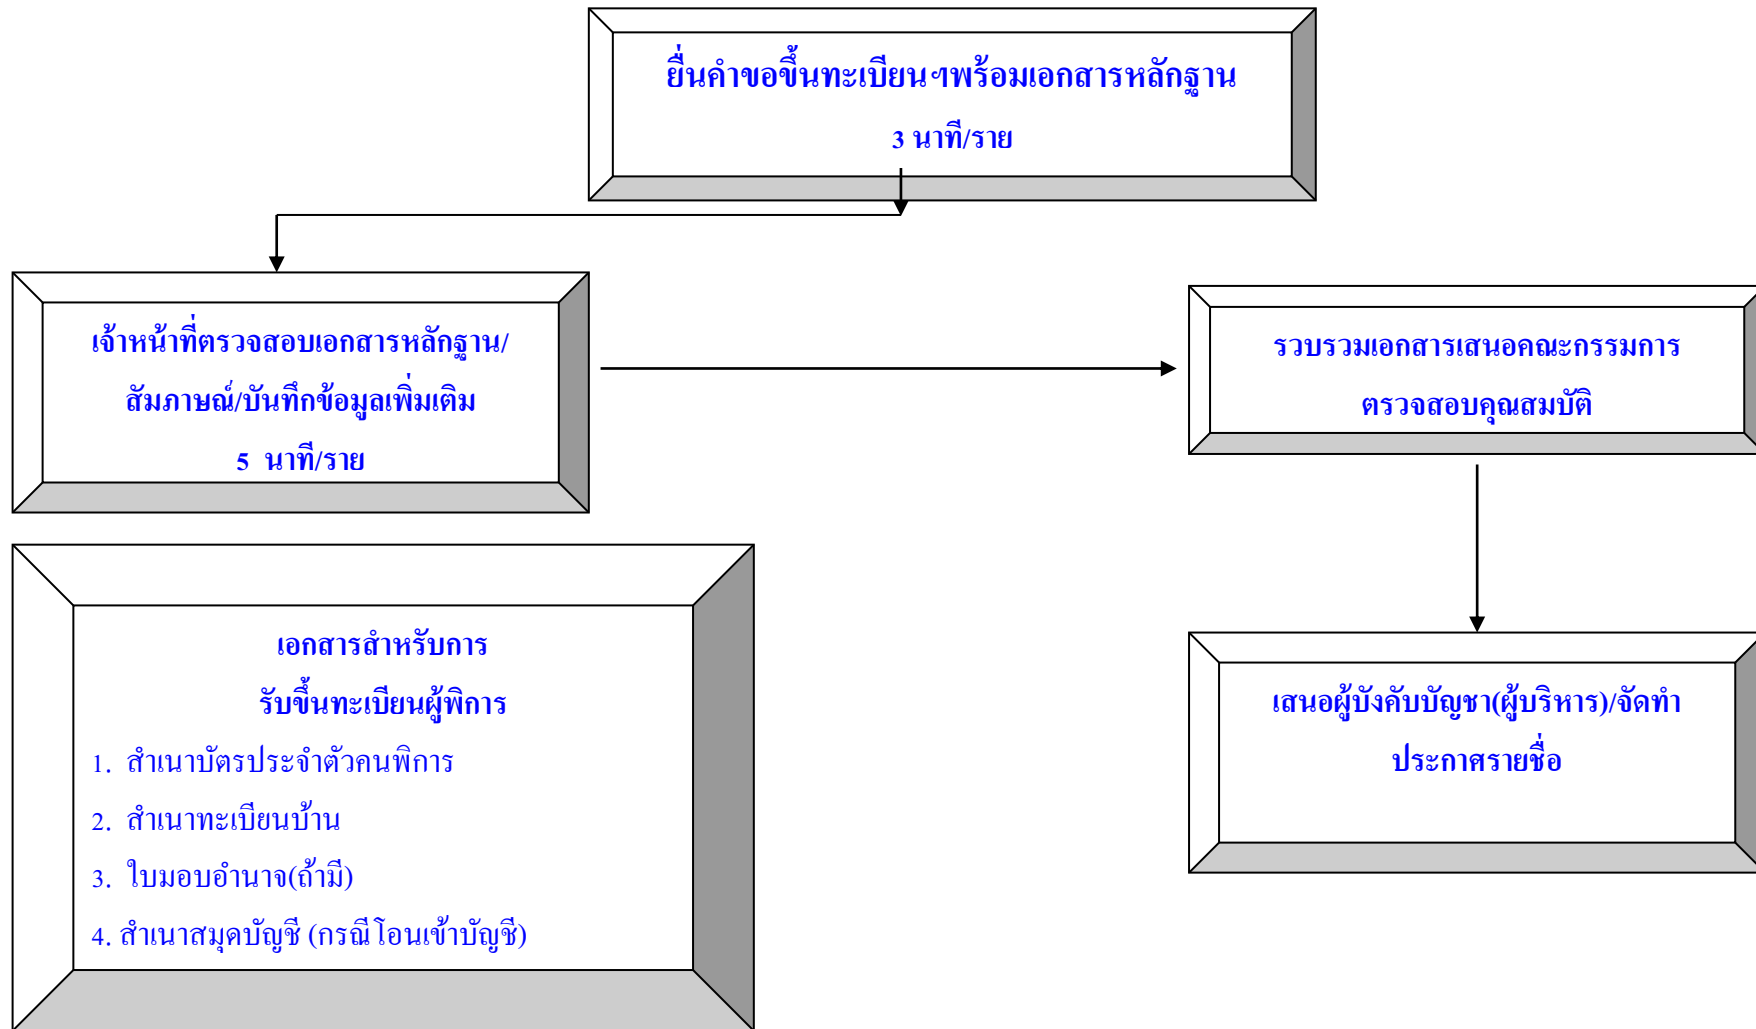 ยื่นคำขอขึ้นทะเบียนฯพร้อมเอกสารหลักฐาน
3 นาที/ราย
เจ้าหน้าที่ตรวจสอบเอกสารหลักฐาน/
สัมภาษณ์/บันทึกข้อมูลเพิ่มเติม
5 นาที/ราย
รวบรวมเอกสารเสนอคณะกรรมการ
ตรวจสอบคุณสมบัติ
เอกสารสำหรับการ
รับขึ้นทะเบียนผู้พิการ
1. สำเนาบัตรประจำตัวคนพิการ
2. สำเนาทะเบียนบ้าน
3. ใบมอบอำนาจ(ถ้ามี)
4. สำเนาสมุดบัญชี (กรณีโอนเข้าบัญชี)
เสนอผู้บังคับบัญชา(ผู้บริหาร)/จัดทำ
ประกาศรายชื่อ